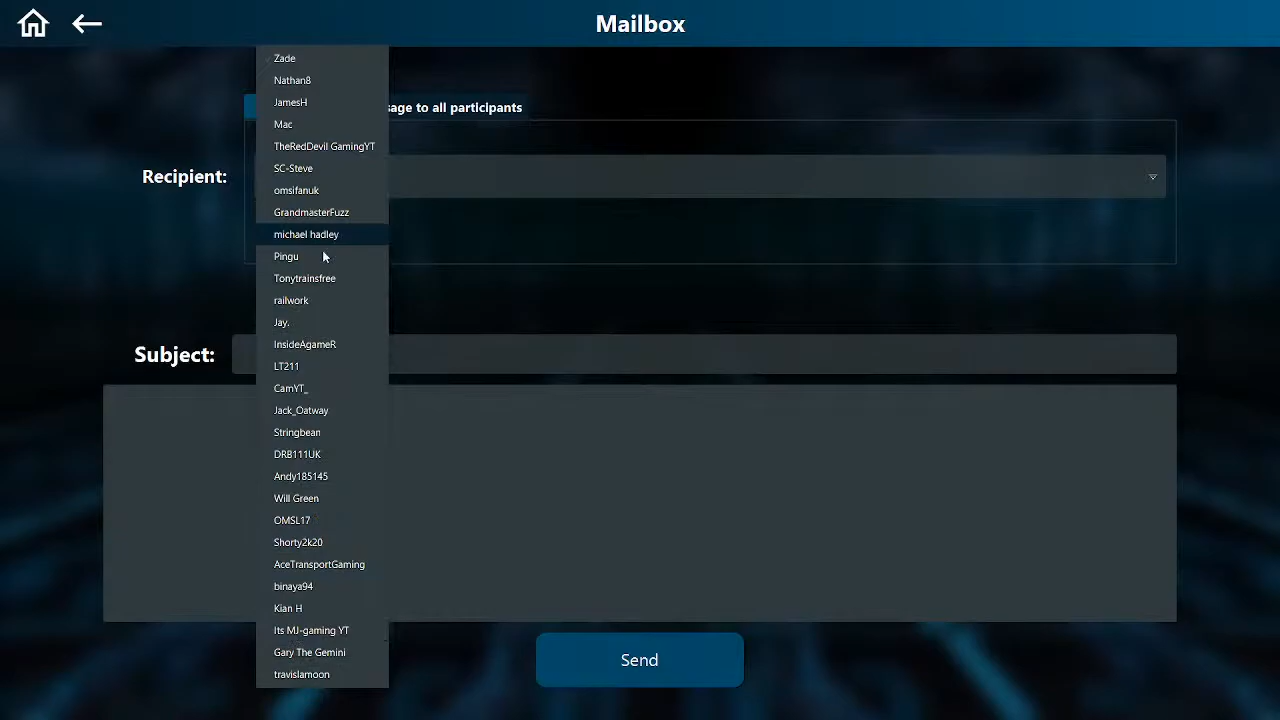 Mailbox
Zade
Nathan8
JamesH
sage to all participants
Mac
TheRedDevil GamingYT
SC-Steve
Recipient:
omsifanuk
GrandmasterFuzz
michael hadley
Pingu
Tonytrainsfree
railwork
Jay.
InsideAgameR
Subject:
LT211
CamYT_
Jack_Oatway
Stringbean
DRB111UK
Andy185145
Will Green
OMSL17
Shorty2k20
AceTransportGaming
binaya94
Kian H
Its MJ-gaming YT
Gary The Gemini
Send
travislamoon